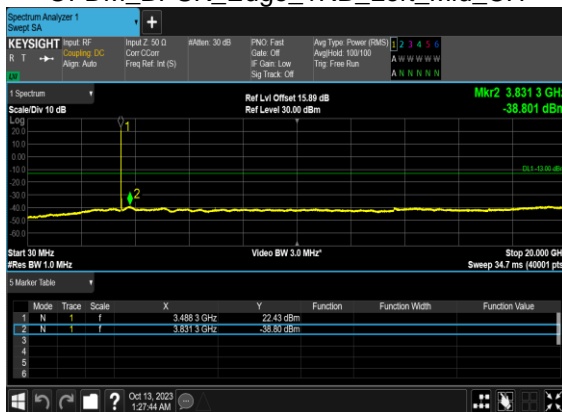 Spectrum Analyzer 1
Swept SA
+
KEYSIGHT Input: RF Input Z: 50 Ω #Atten: 30 dB PNO: Fast Avg Type: Power (RMS) 1 2 3 4 5 6
R T Coupling: DC Corr CCorr Gate: Off Avg|Hold: 100/100 A W W W W W
Align: Auto Freq Ref: Int (S) IF Gain: Low Trig: Free Run
LU Sig Track: Off A N N N N N
1 Spectrum Ref Lvl Offset 15.89 dB Mkr2 3.831 3 GHz
Scale/Div 10 dB Ref Level 30.00 dBm -38.801 dBm
Log
20.0
10.0
0.00
-10.0 DL1 -13.00 dBm
-20.0
-30.0
-40.0
-50.0
-60.0
1
2
Start 30 MHz Video BW 3.0 MHz* Stop 20.000 GHz
#Res BW 1.0 MHz Sweep 34.7 ms (40001 pts)
5 Marker Table
Mode Trace Scale X Y Function Function Width Function Value
1 N 1 f 3.488 3 GHz 22.43 dBm
2 N 1 f 3.831 3 GHz -38.80 dBm
3
4
5
6
? Oct 13, 2023
1:27:44 AM